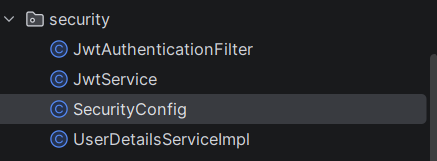 security
JwtAuthenticationFilter
JwtService
SecurityConfig
UserDetailsServiceImpl